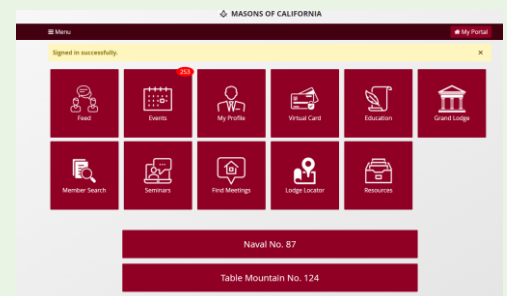 MASONS OF CALIFORNIA
Menu
My Portal
Signed in successfully.
×
253
Feed
Events
My Profile
Virtual Card
Education
Grand Lodge
Member Search
Seminars
Find Meetings
Lodge Locator
Resources
Naval No. 87
Table Mountain No. 124